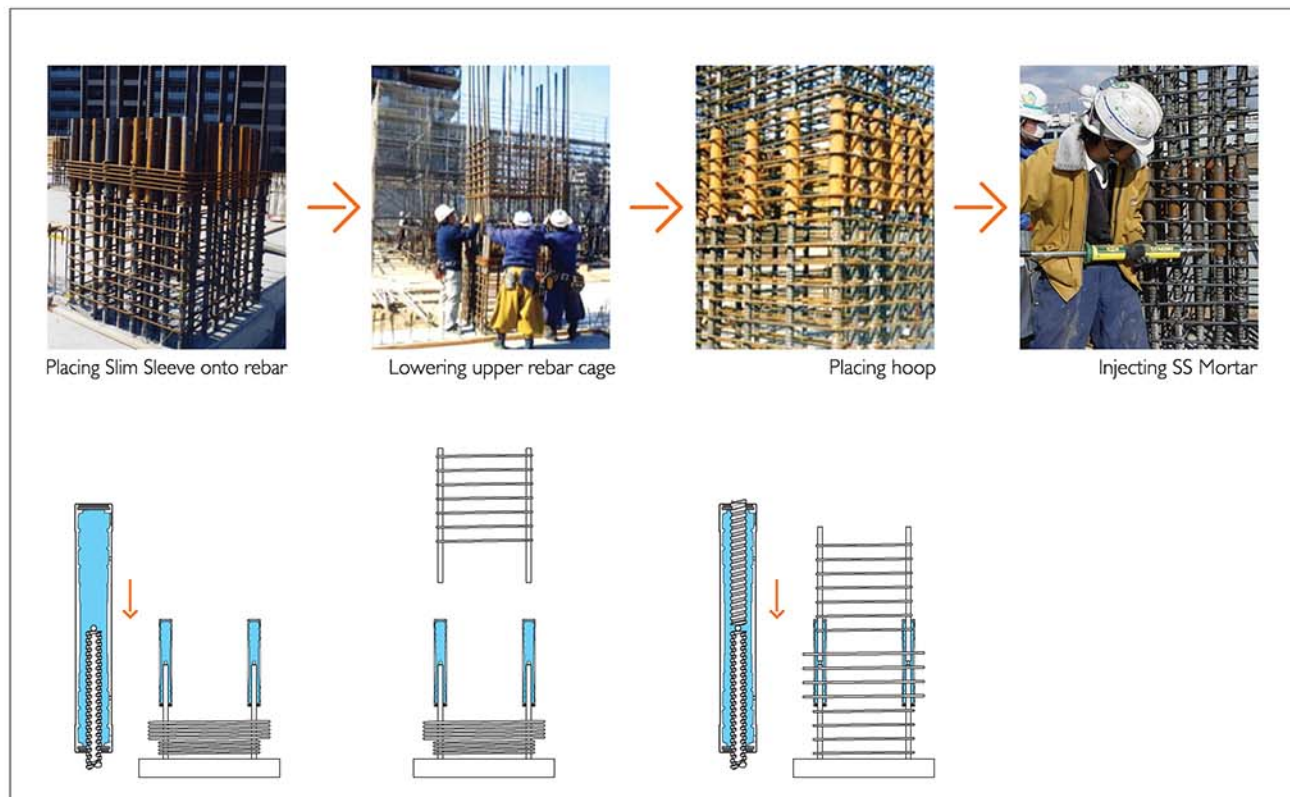 Placing Slim Sleeve onto rebar
Lowering upper rebar cage
Placing hoop
Injecting SS Mortar